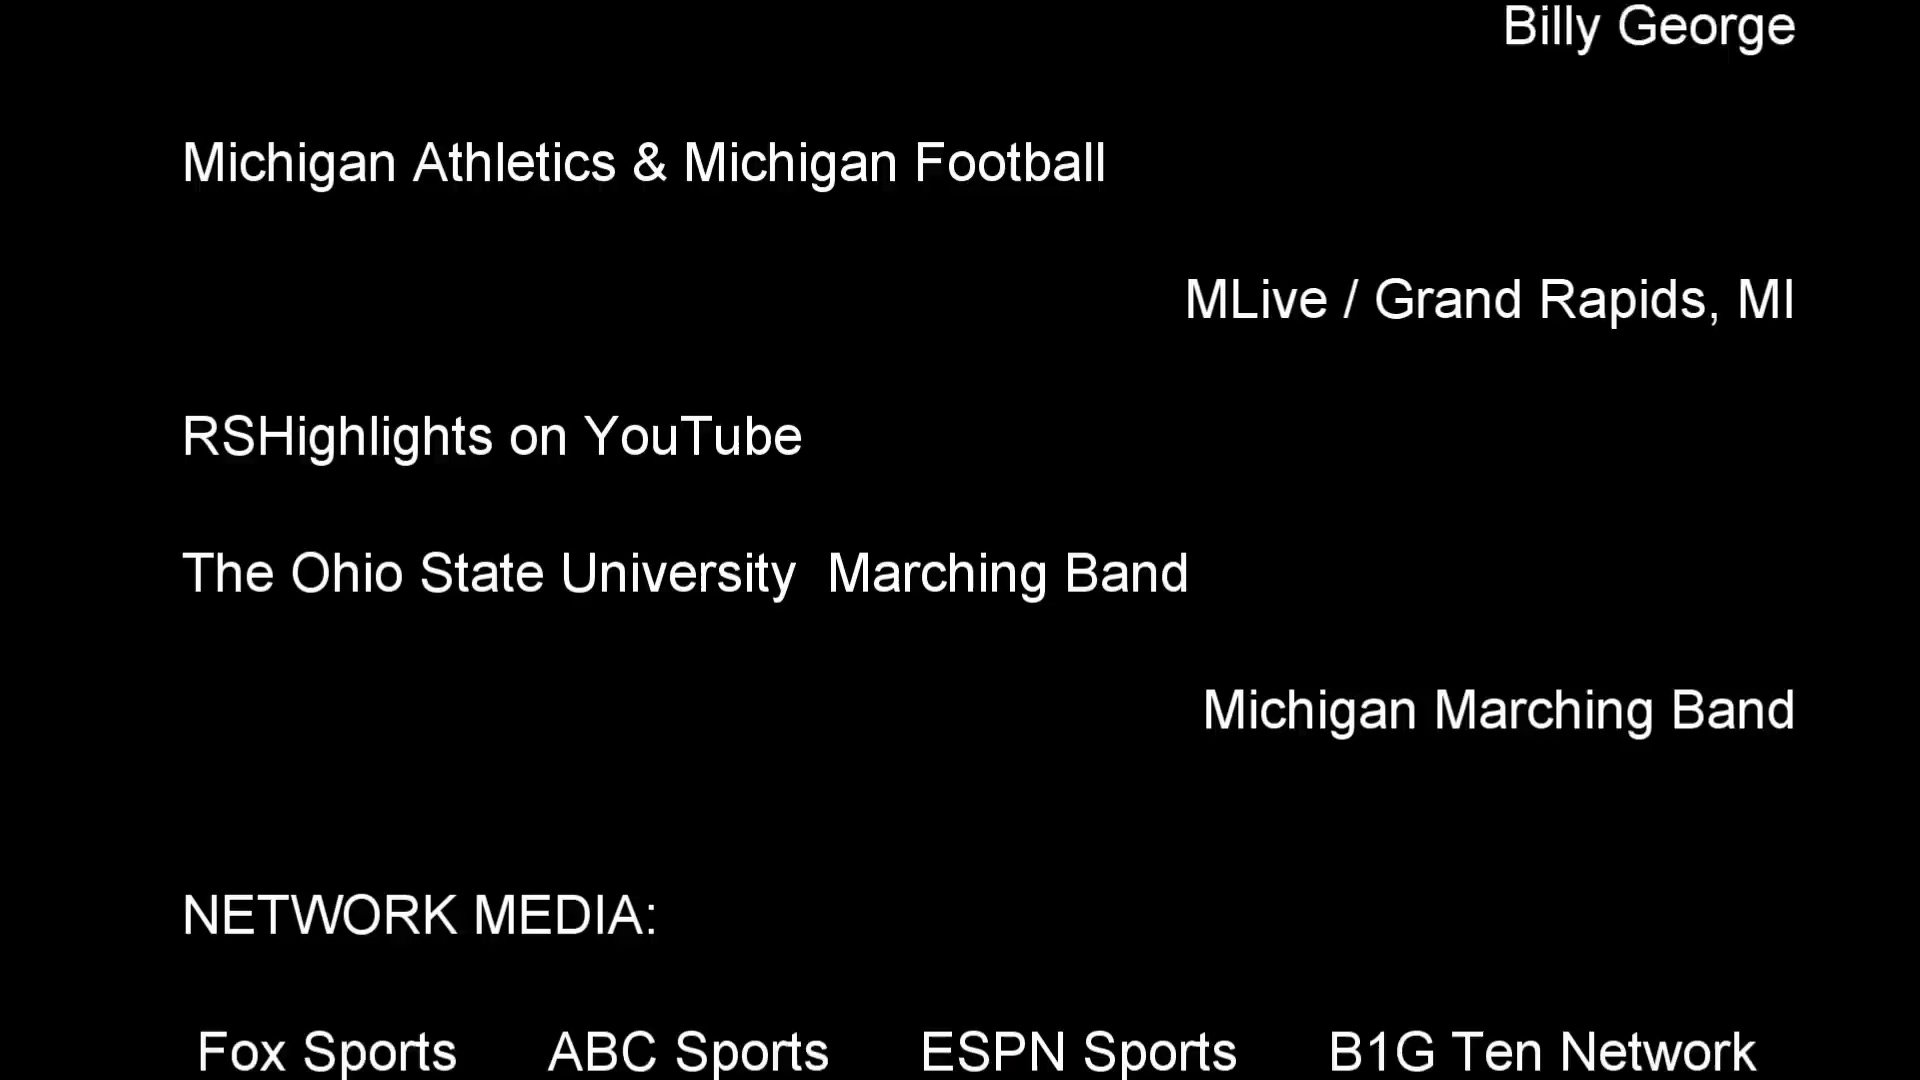 Billy George
Michigan Athletics & Michigan Football
MLive / Grand Rapids, MI
RSHighlights on YouTube
The Ohio State University  Marching Band
Michigan Marching Band
NETWORK MEDIA:
Fox Sports ABC Sports ESPN Sports B1G Ten Network